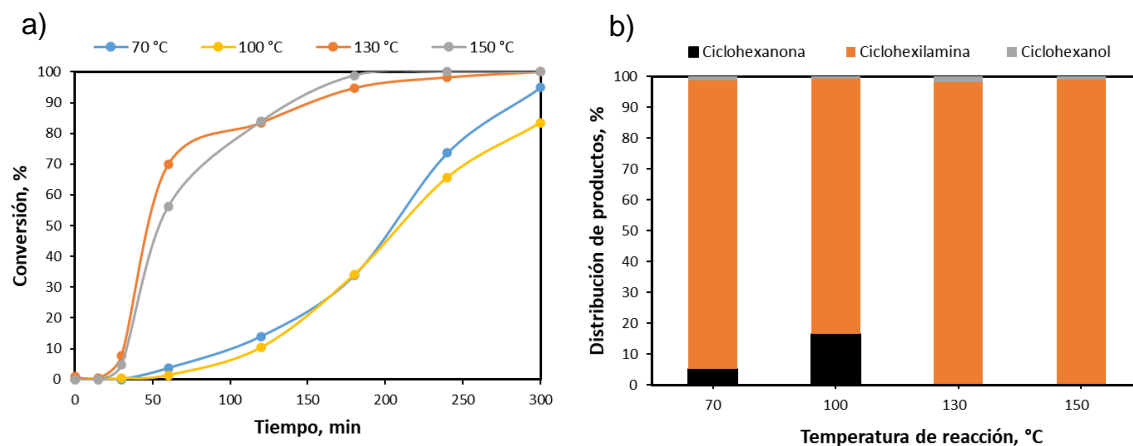 a)
70 °C 100 °C 130 °C 150 °C
100
90
80
70
60
50
40
30
20
10
0
Conversión, %
0 50 100 150 200 250 300
Tiempo, min
b)
Ciclohexanona Ciclohexilamina Ciclohexanol
100
90
80
70
60
50
40
30
20
10
0
Distribución de productos, %
70 100 130 150
Temperatura de reacción, °C